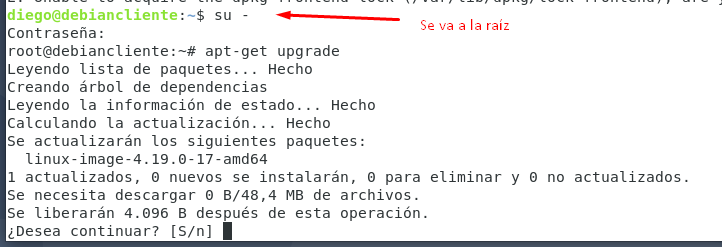 E: Unable to acquire the dpkg frontend lock (/var/lib/dpkg/lock-frontend), are y
diego@debiancliente:~$ su -
Se va a la raíz
Contraseña:
root@debiancliente:~# apt-get upgrade
Leyendo lista de paquetes... Hecho
Creando árbol de dependencias
Leyendo la información de estado... Hecho
Calculando la actualización... Hecho
Se actualizarán los siguientes paquetes:
linux-image-4.19.0-17-amd64
1 actualizados, 0 nuevos se instalarán, 0 para eliminar y 0 no actualizados.
Se necesita descargar 0 B/48,4 MB de archivos.
Se liberarán 4.096 B después de esta operación.
¿Desea continuar? [S/n]